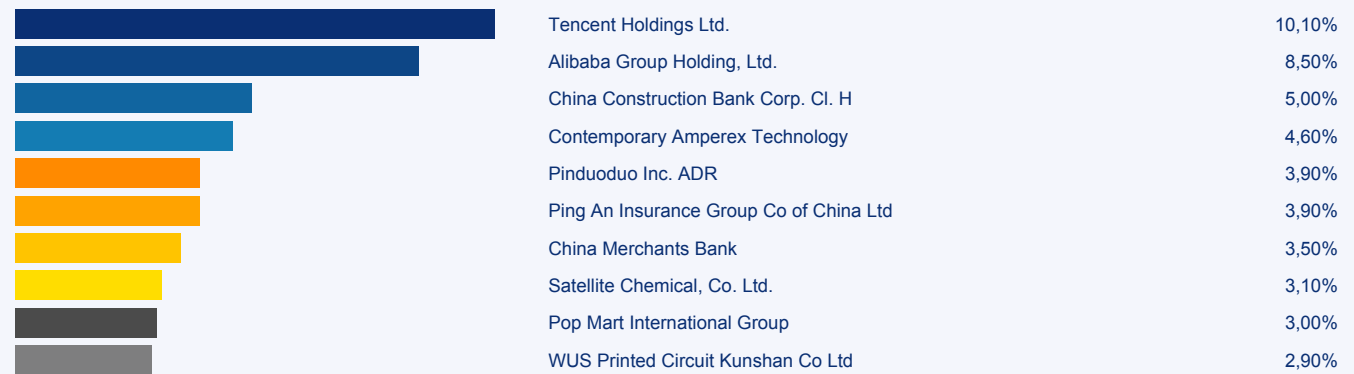 Tencent Holdings Ltd. 10,10%
Alibaba Group Holding, Ltd. 8,50%
China Construction Bank Corp. Cl. H 5,00%
Contemporary Amperex Technology 4,60%
Pinduoduo Inc. ADR 3,90%
Ping An Insurance Group Co of China Ltd 3,90%
China Merchants Bank 3,50%
Satellite Chemical, Co. Ltd. 3,10%
Pop Mart International Group 3,00%
WUS Printed Circuit Kunshan Co Ltd 2,90%